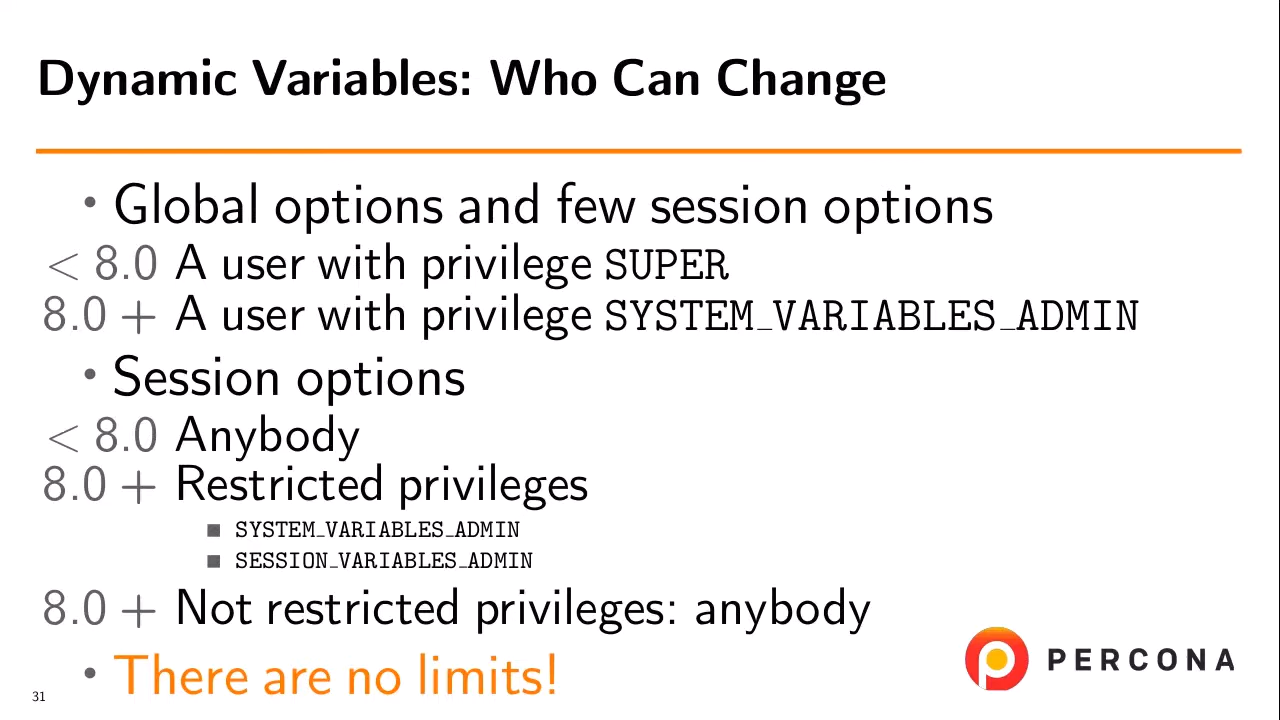 Dynamic Variables: Who Can Change
• Global options and few session options
< 8.0 A user with privilege SUPER
8.0 + A user with privilege SYSTEM_VARIABLES_ADMIN
• Session options
< 8.0 Anybody
8.0 + Restricted privileges
■ SYSTEM_VARIABLES_ADMIN
■ SESSION_VARIABLES_ADMIN
8.0 + Not restricted privileges: anybody
• There are no limits!
PERCONA
31